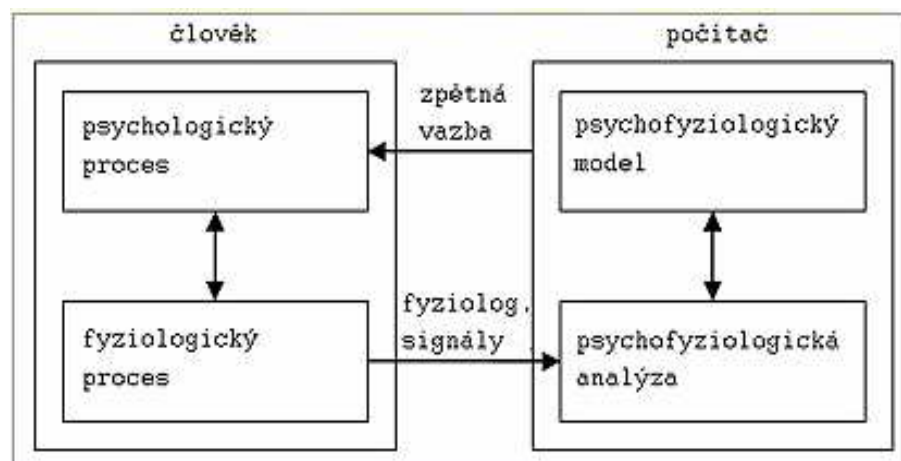 člověk
počítač
psychologický
proces
zpětná
vazba
psychofyziologický
model
fyziologický
proces
fyziolog.
signály
psychofyziologická
analýza